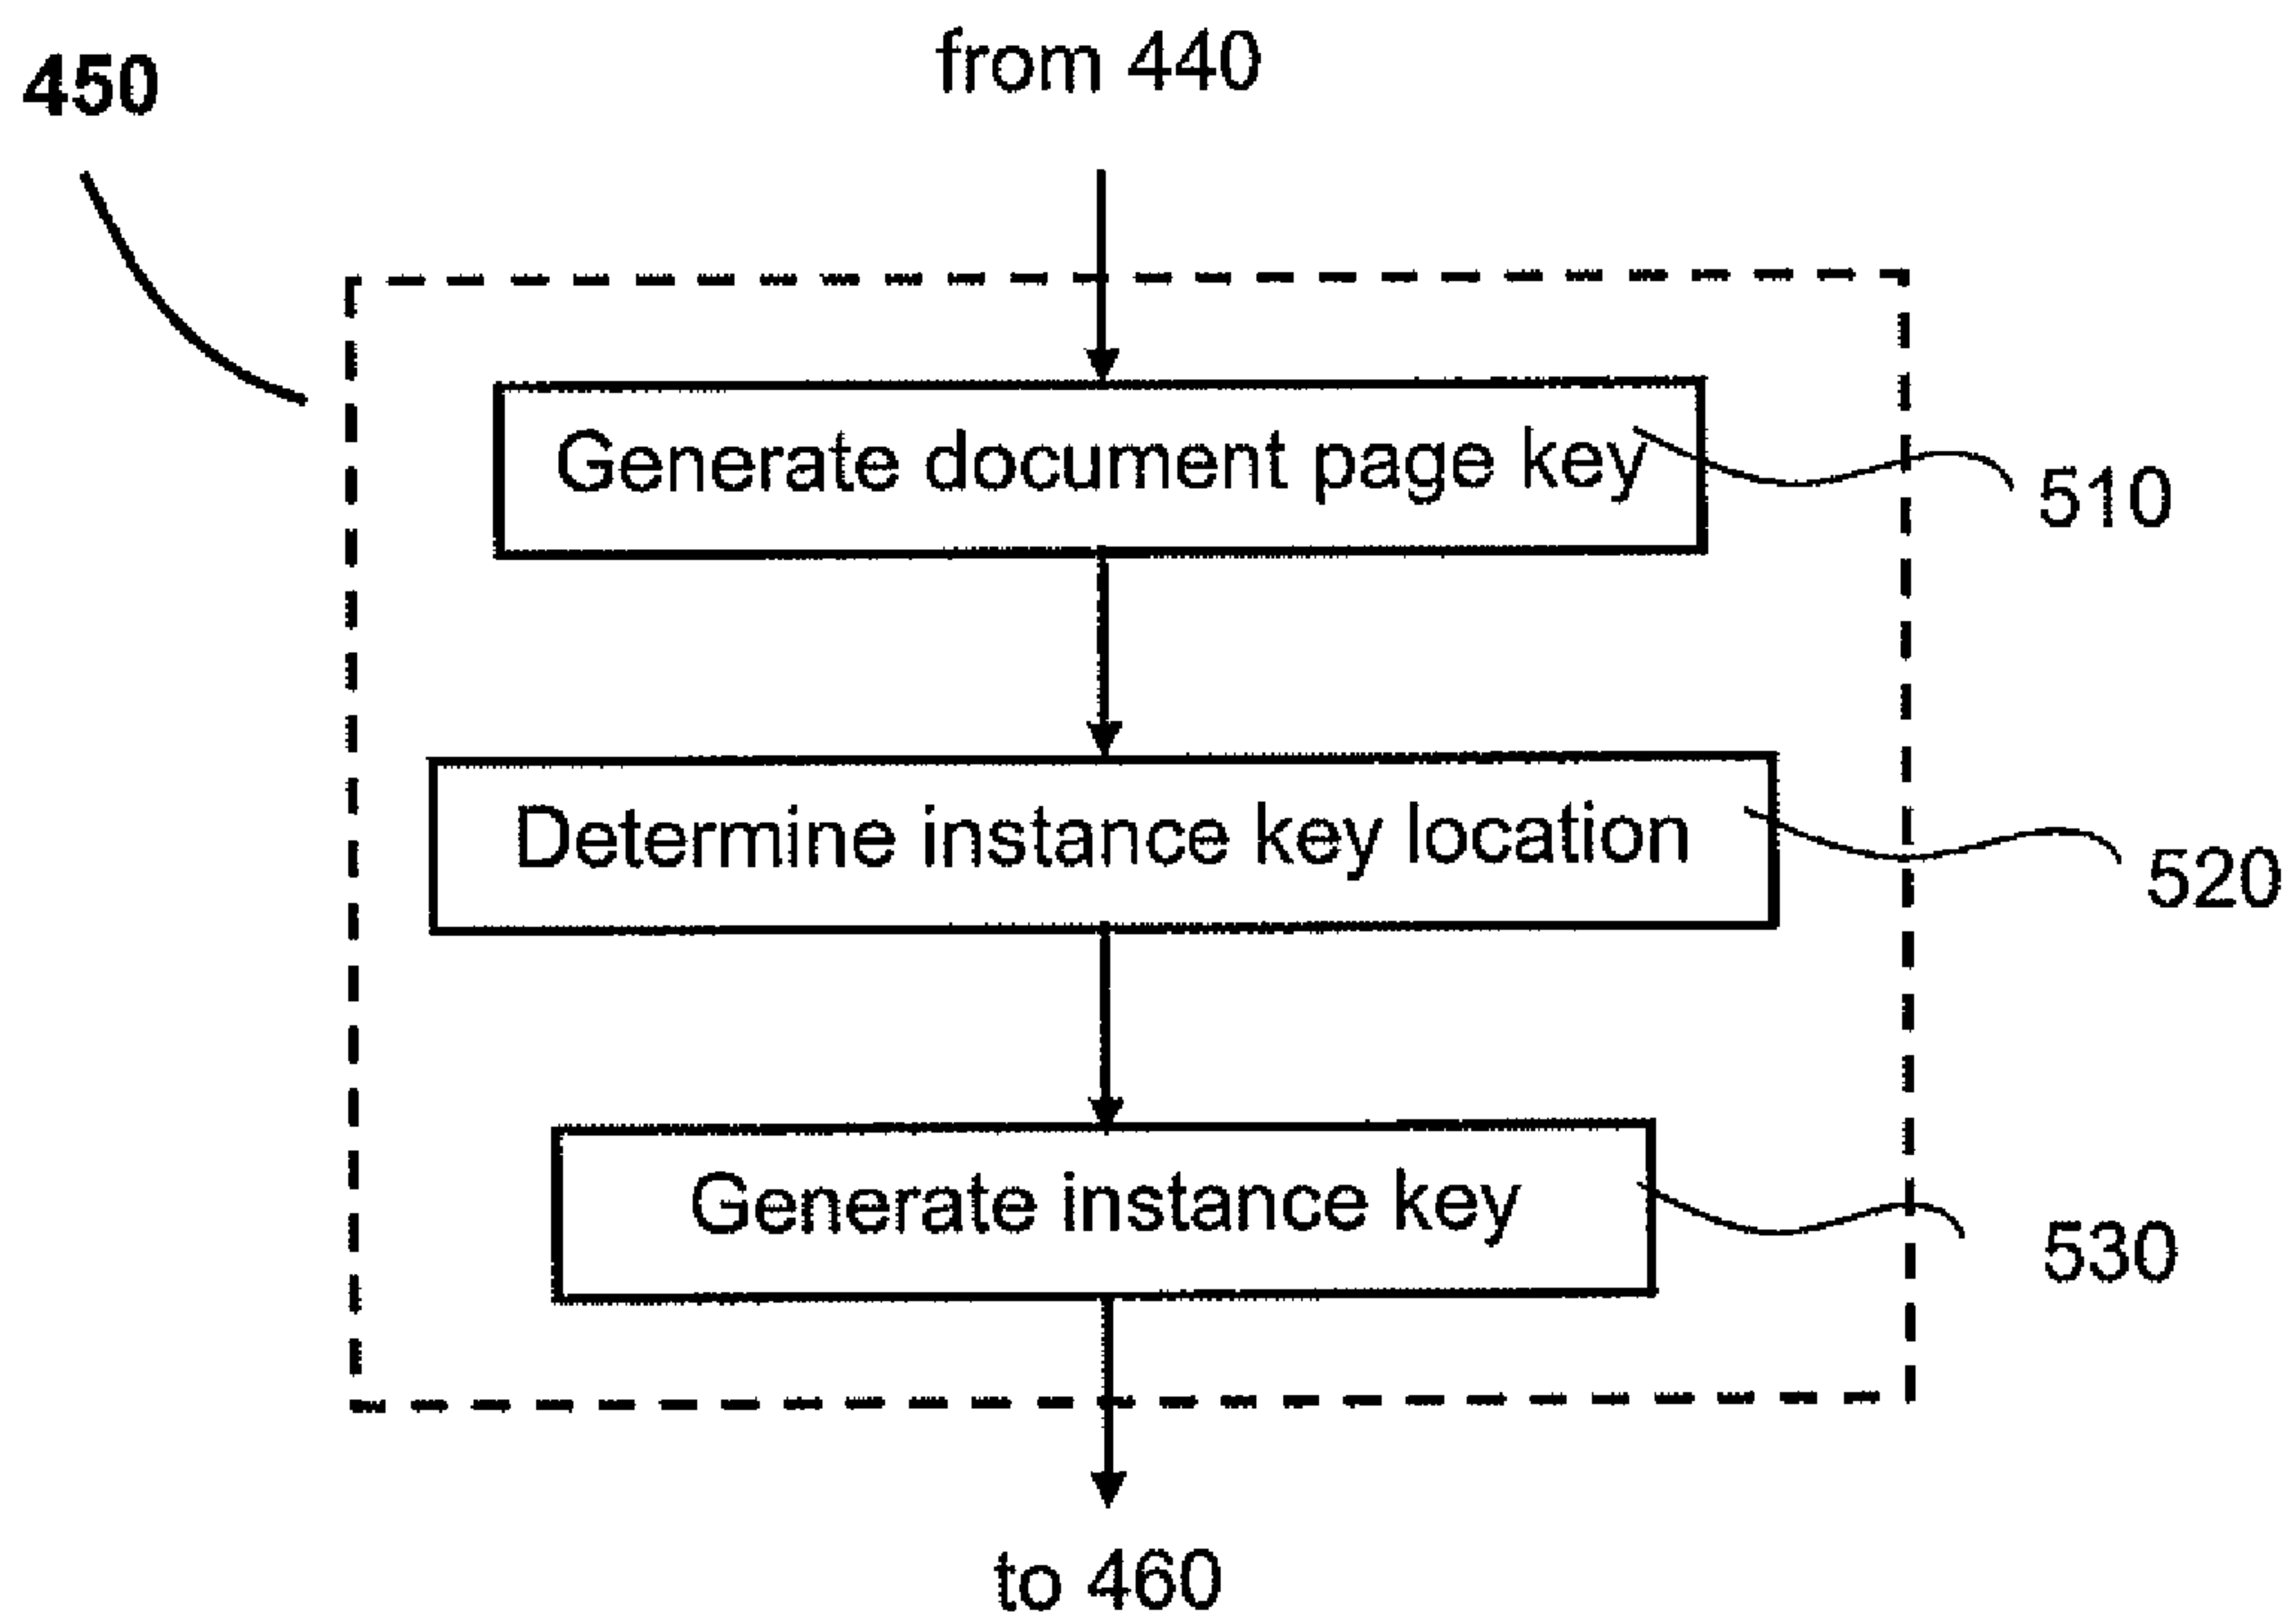 450
from 440
Generate document page key
510
Determine instance key location
520
Generate instance key
530
to 460